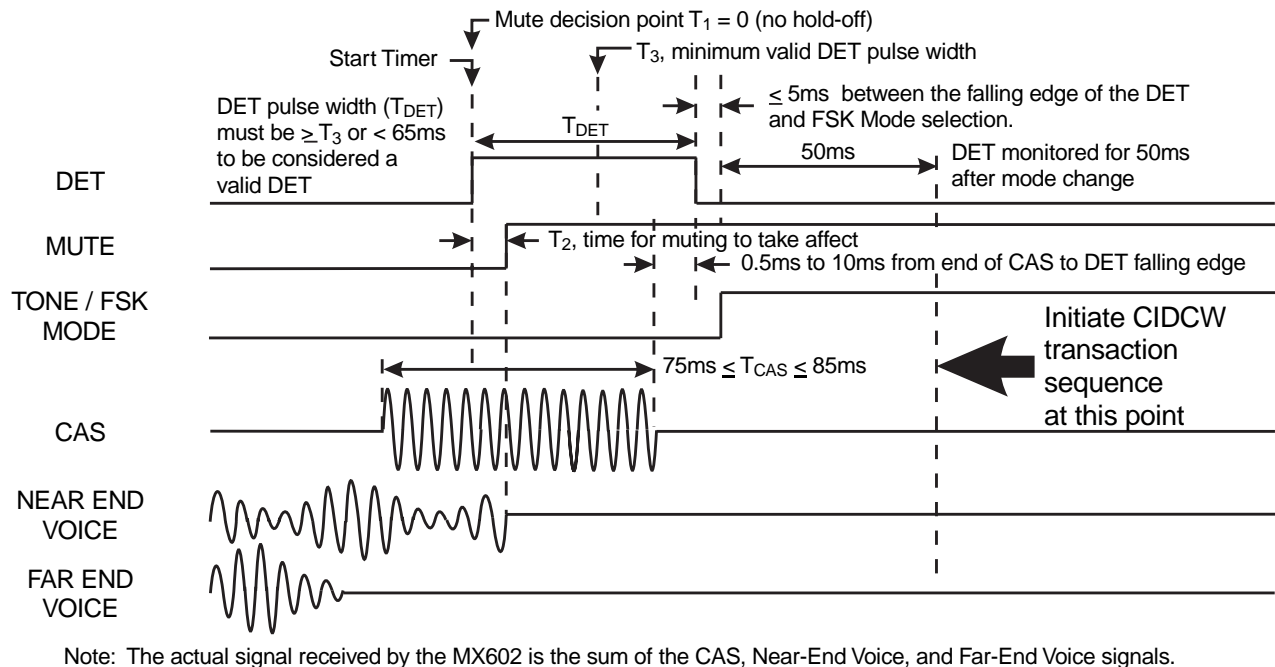 Mute decision point T1 = 0 (no hold-off)
Start Timer
T3, minimum valid DET pulse width
DET pulse width (TDET)
must be ≥ T3 or < 65ms
to be considered a
valid DET
TDET
≤ 5ms between the falling edge of the DET
and FSK Mode selection.
50ms
DET monitored for 50ms
after mode change
DET
MUTE
T2, time for muting to take affect
0.5ms to 10ms from end of CAS to DET falling edge
TONE / FSK
MODE
Initiate CIDCW
transaction
sequence
at this point
75ms ≤ TCAS ≤ 85ms
CAS
NEAR END
VOICE
FAR END
VOICE
Note: The actual signal received by the MX602 is the sum of the CAS, Near-End Voice, and Far-End Voice signals.